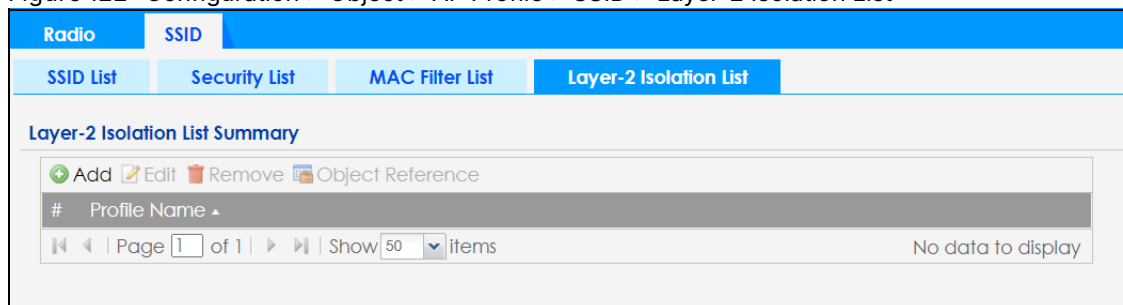 Radio SSID
SSID List Security List MAC Filter List Layer-2 Isolation List
Layer-2 Isolation List Summary
Add Edit Remove Object Reference
# Profile Name
Page 1 of 1 Show 50 items No data to display